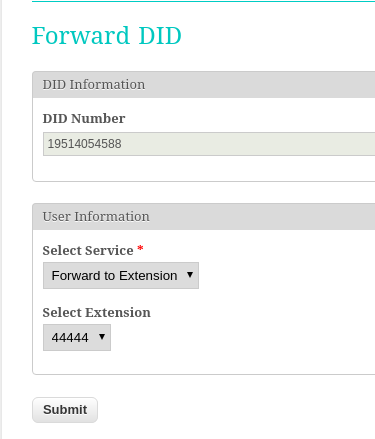 Forward DID
DID Information
DID Number
19514054588
User Information
Select Service *
Forward to Extension
Select Extension
44444
Submit